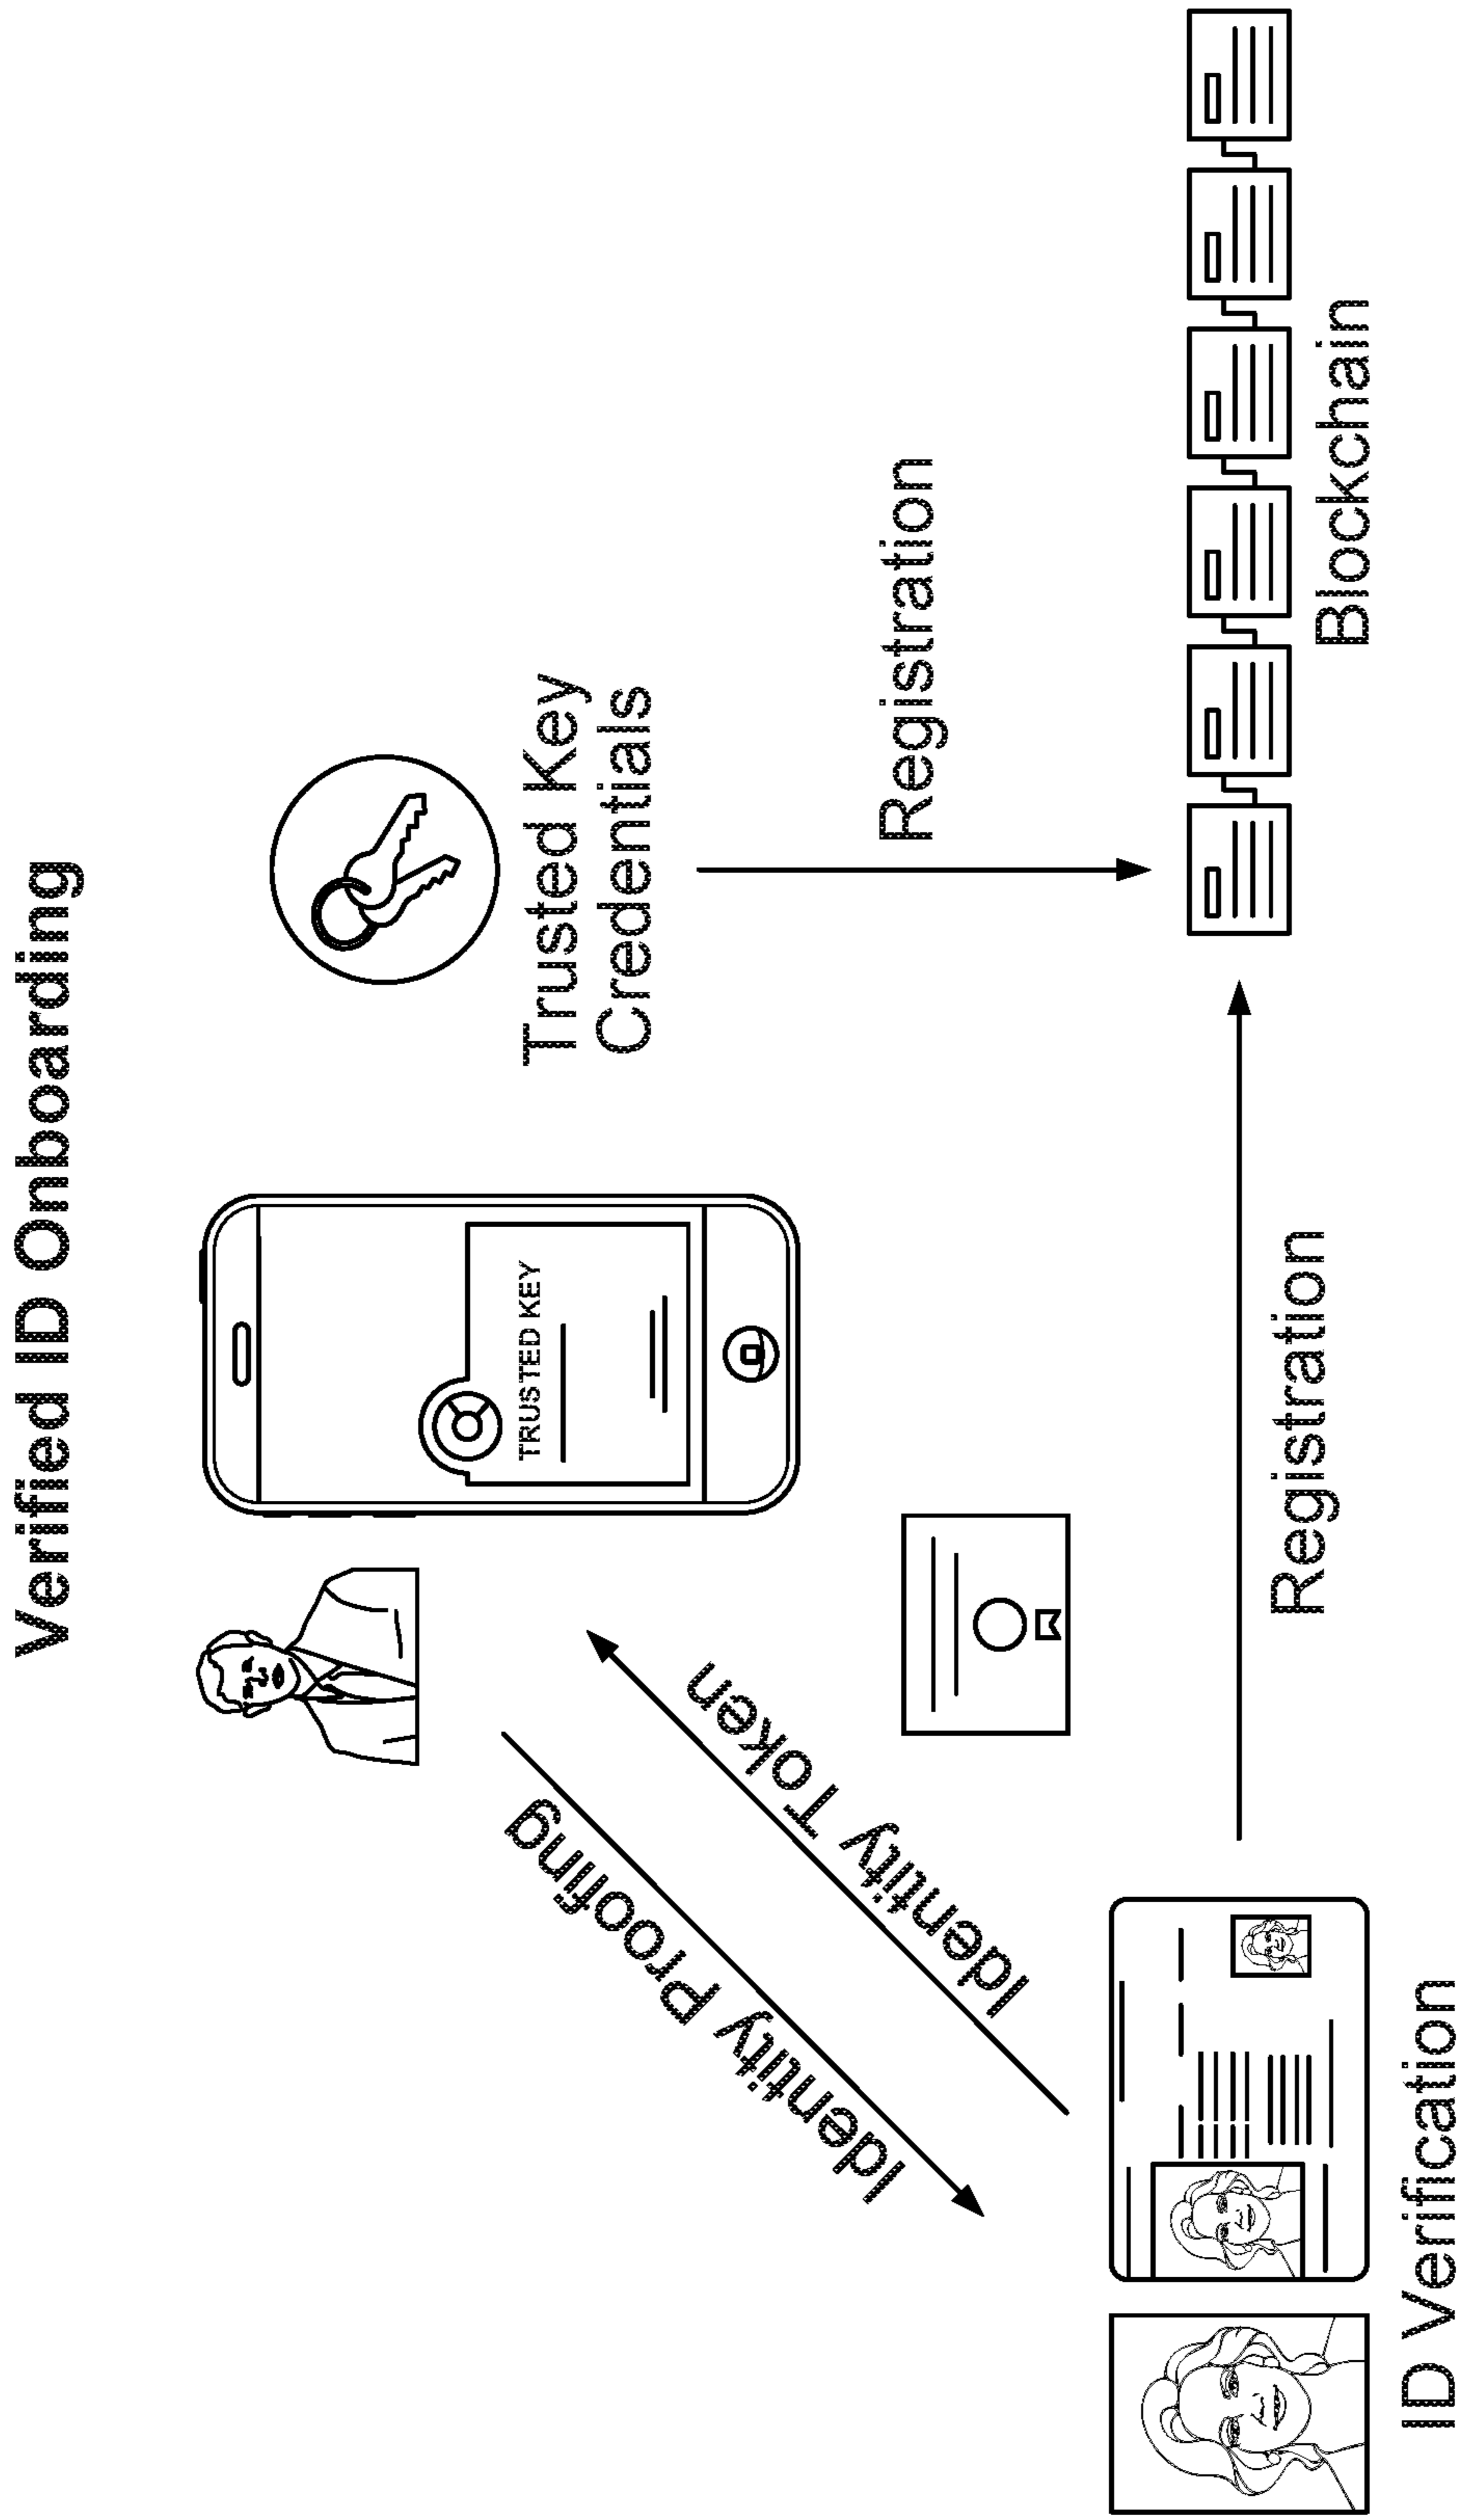 Verified ID Onboarding
TRUSTED KEY
Trusted Key
Credentials
Identity Proofing
Identity Token
Registration
Registration
Blockchain
ID Verification